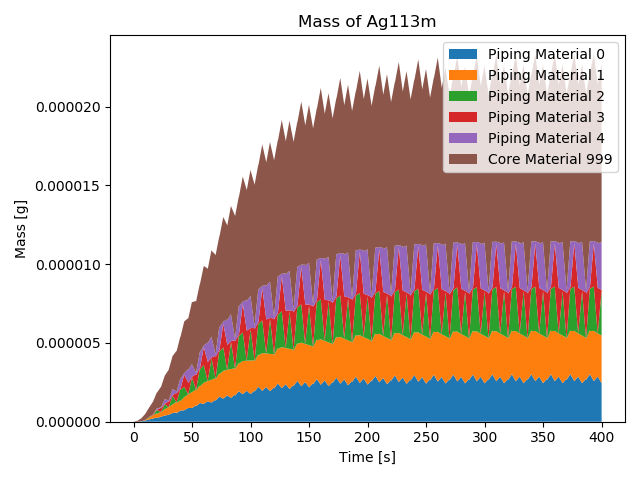 Mass of Ag113m
Piping Material 0
Piping Material 1
Piping Material 2
Piping Material 3
Piping Material 4
Core Material 999
Mass [g]
0.000020
0.000015
0.000010
0.000005
0.000000
0 50 100 150 200 250 300 350 400
Time [s]